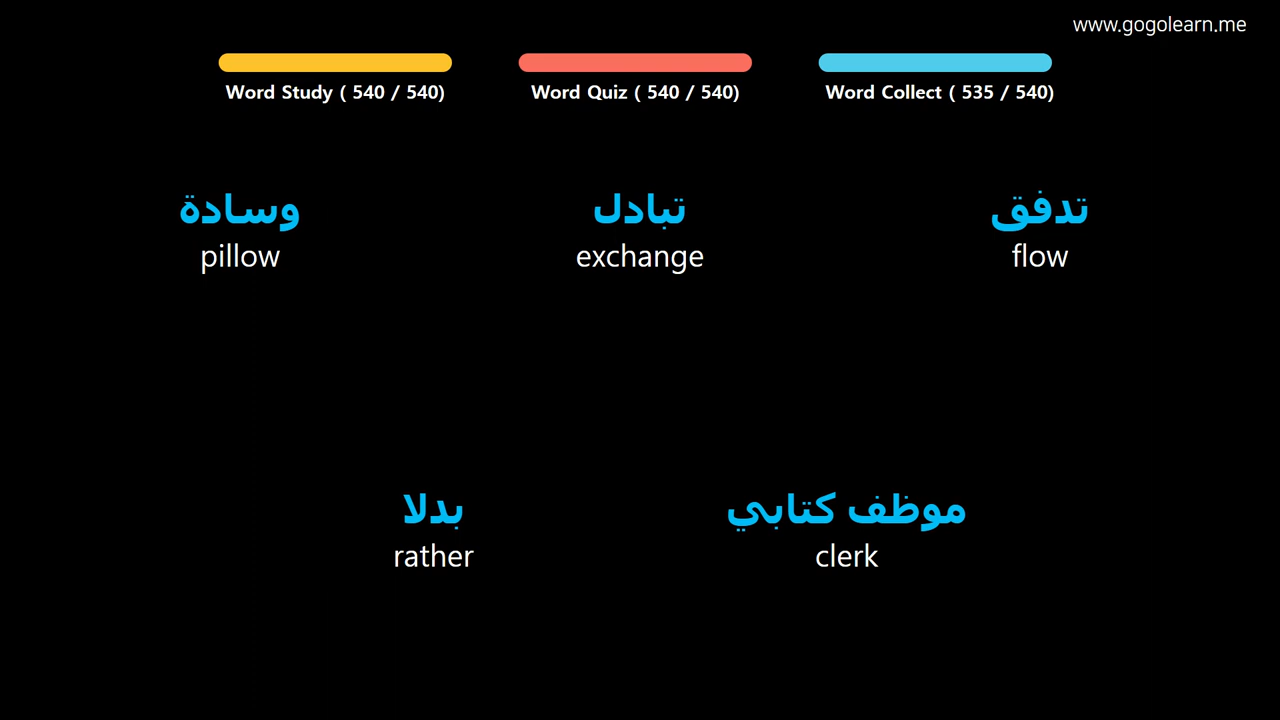 www.gogolearn.me
Word Study ( 540 / 540)
Word Quiz ( 540 / 540)
Word Collect ( 535 / 540)
وسادة
pillow
تبادل
exchange
تدفق
flow
بدلا
rather
موظف كتابي
clerk